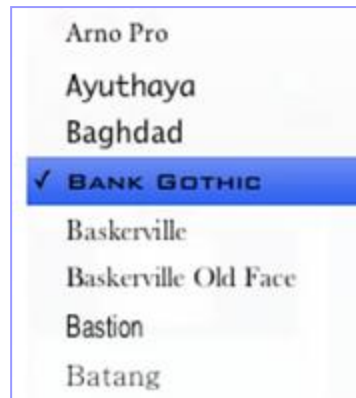 Arno Pro
Ayuthaya
Baghdad
✓ BANK GOTHIC
Baskerville
Baskerville Old Face
Bastion
Batang